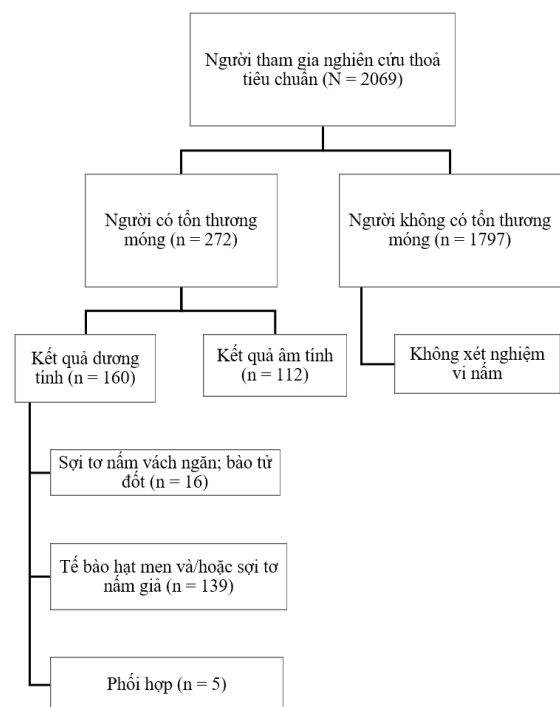 Người tham gia nghiên cứu thoả
tiêu chuẩn (N = 2069)
Người có tổn thương
móng (n = 272)
Người không có tổn thương
móng (n = 1797)
Kết quả dương
tính (n = 160)
Kết quả âm tính
(n = 112)
Không xét nghiệm
vi nấm
Sợi tơ nấm vách ngăn; bào tử
đốt (n = 16)
Tế bào hạt men và/hoặc sợi tơ
nấm giả (n = 139)
Phối hợp (n = 5)